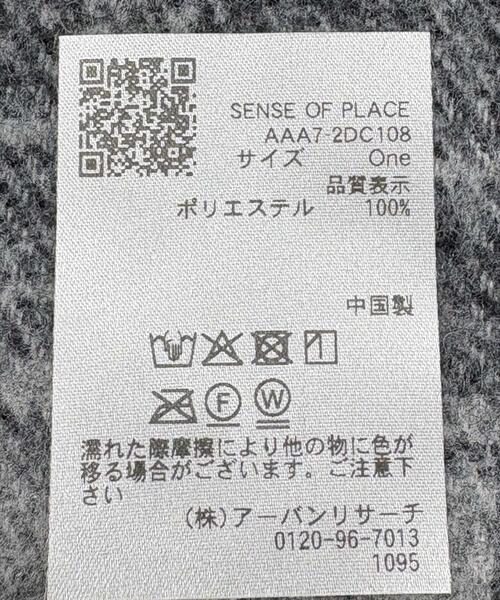 SENSE OF PLACE
AAA7-2DC108
サイズ One
品質表示
ポリエステル 100%
中国製
F W
濡れた際摩擦により他の物に色が
移る場合がございます。ご注意下
さい
(株)アーバンリサーチ
0120-96-7013
1095